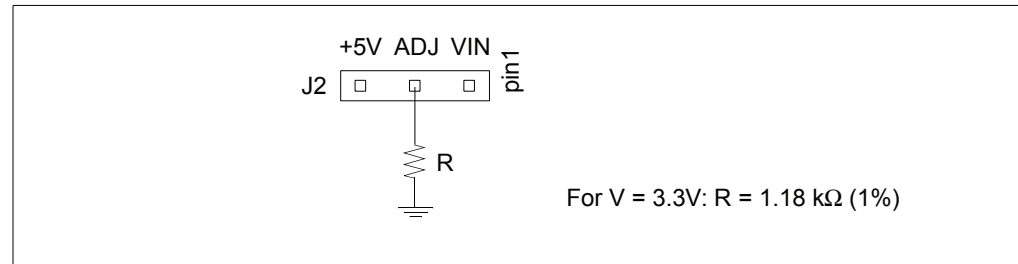 +5V ADJ VIN
pin1
J2
R
For V = 3.3V: R = 1.18 kΩ (1%)